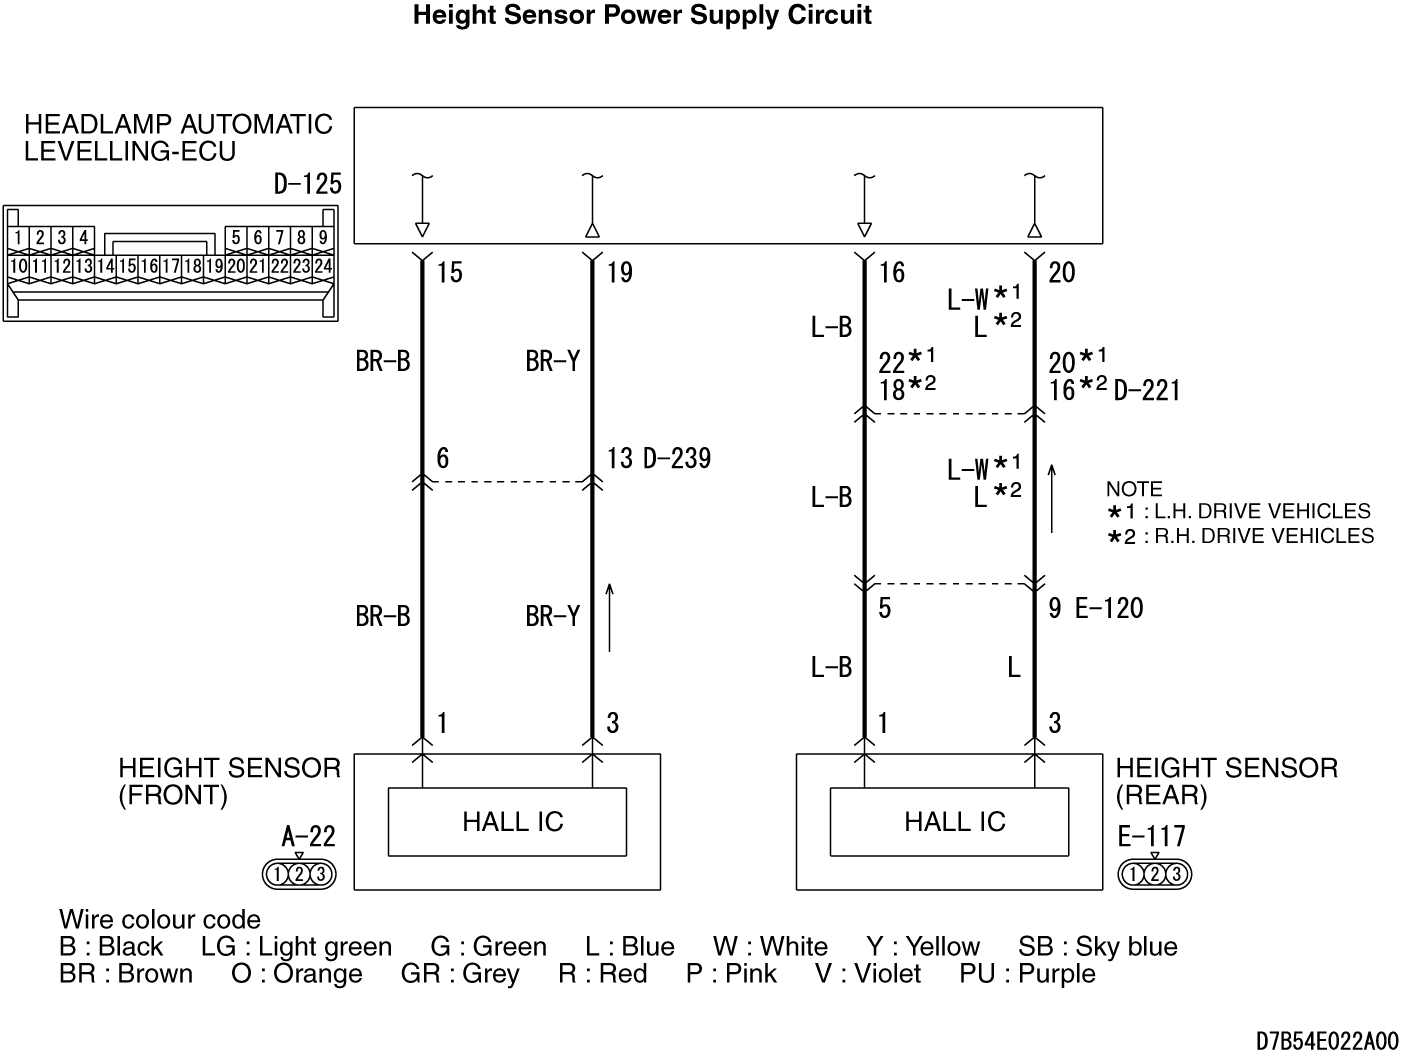 Height Sensor Power Supply Circuit
HEADLAMP AUTOMATIC
LEVELLING-ECU
D-125
1 2 3 4 5 6 7 8 9
10 11 12 13 14 15 16 17 18 19 20 21 22 23 24
15 19 16 20
L-W*1
L-B L*2
BR-B BR-Y 22*1 20*1
18*2 16*2 D-221
6 13 D-239 L-W*1
L-B L*2
NOTE
*1 : L.H. DRIVE VEHICLES
*2 : R.H. DRIVE VEHICLES
BR-B BR-Y 5 9 E-120
L-B L
1 3 1 3
HEIGHT SENSOR
(FRONT)
HALL IC
A-22
1 2 3
HALL IC
HEIGHT SENSOR
(REAR)
E-117
1 2 3
Wire colour code
B : Black LG : Light green G : Green L : Blue W : White Y : Yellow SB : Sky blue
BR : Brown O : Orange GR : Grey R : Red P : Pink V : Violet PU : Purple
D7B54E022A00